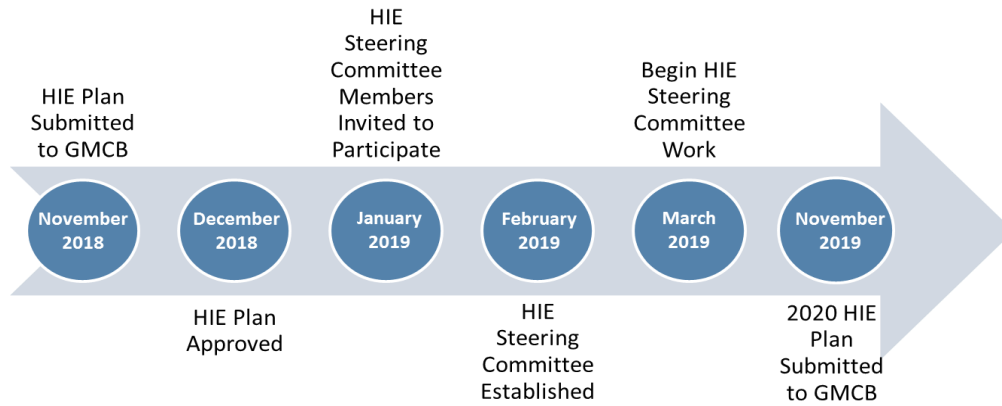 HIE Plan
Submitted
to GMCB
November
2018
December
2018
HIE Plan
Approved
HIE
Steering
Committee
Members
Invited to
Participate
January
2019
February
2019
HIE
Steering
Committee
Established
Begin HIE
Steering
Committee
Work
March
2019
November
2019
2020 HIE
Plan
Submitted
to GMCB